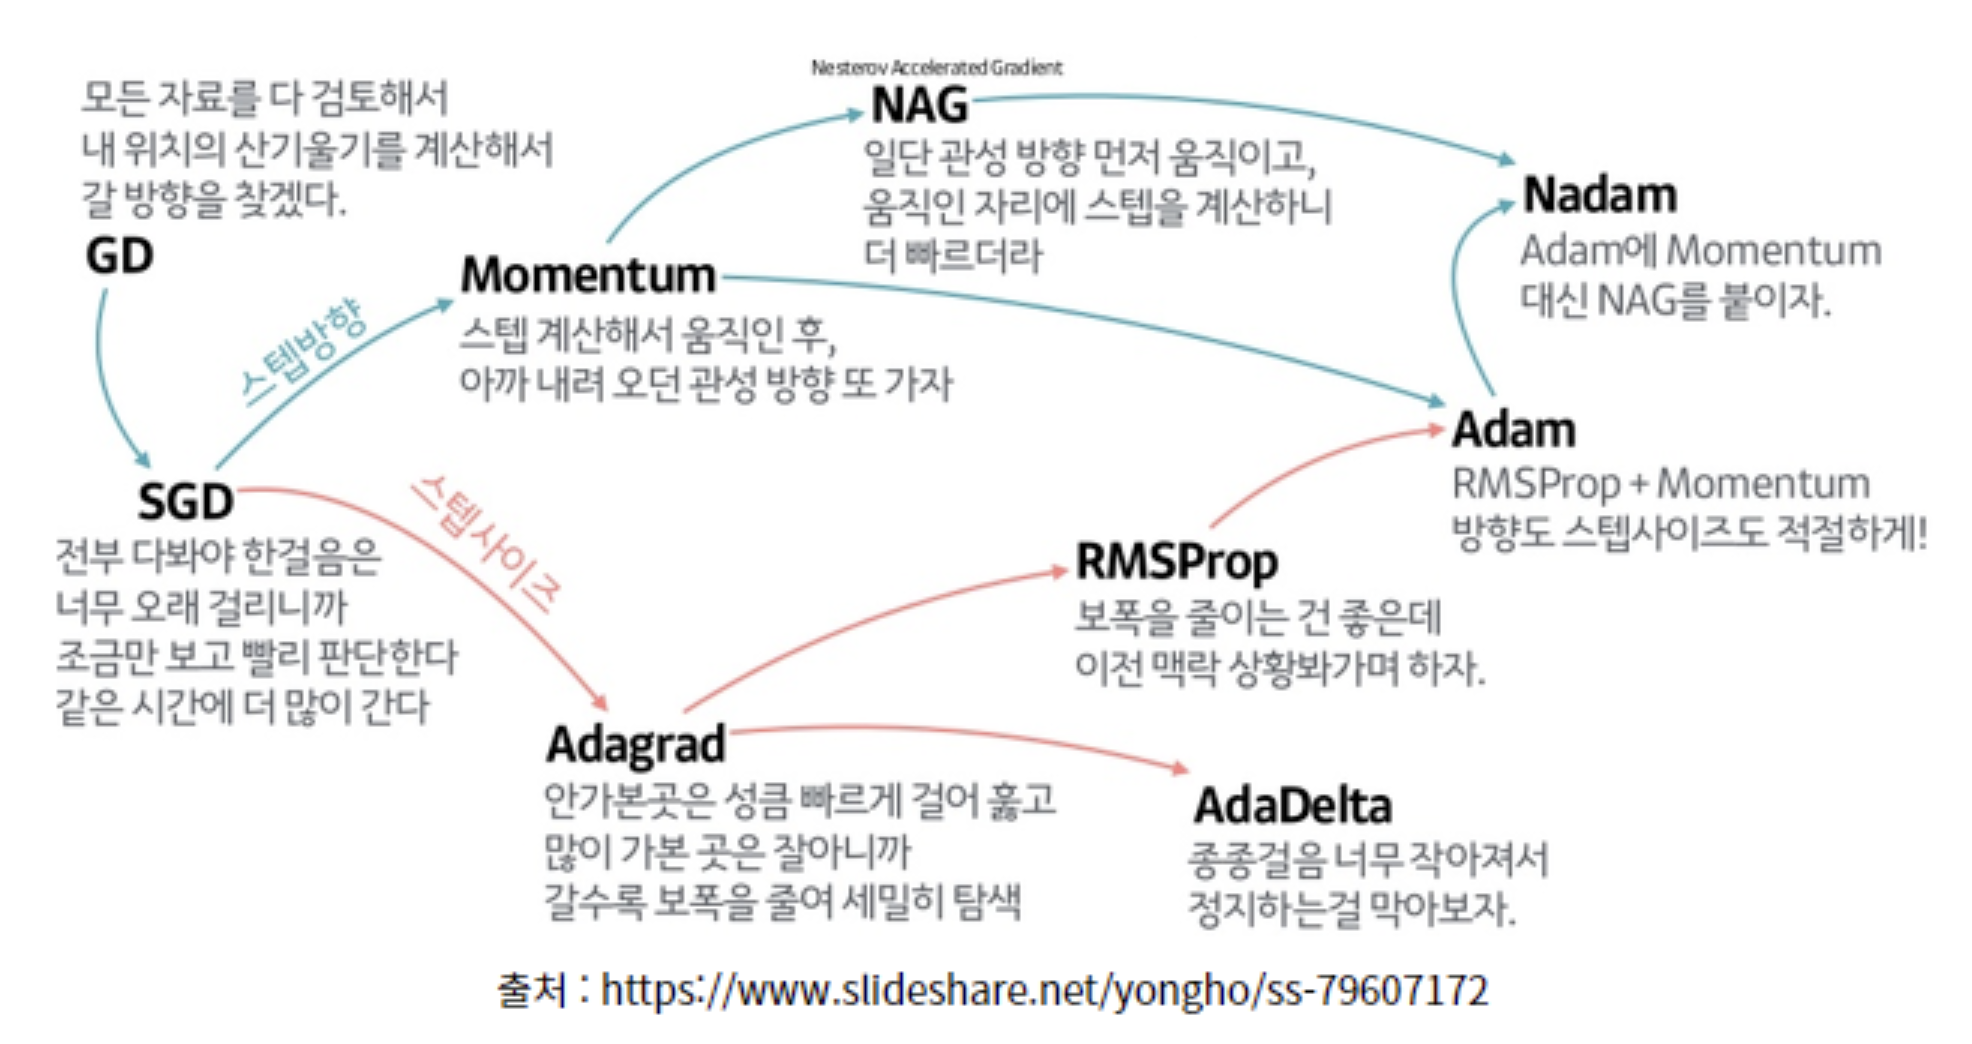 모든 자료를 다 검토해서
내 위치의 산기울기를 계산해서
갈 방향을 찾겠다.
GD
스텝방향
SGD
전부 다봐야 한걸음은
너무 오래 걸리니까
조금만 보고 빨리 판단한다
같은 시간에 더 많이 간다
Momentum
스텝 계산해서 움직인 후,
아까 내려 오던 관성 방향 또 가자
스텝사이즈
Nesterov Accelerated Gradient
NAG
일단 관성 방향 먼저 움직이고,
움직인 자리에 스텝을 계산하니
더 빠르더라
Nadam
Adam에 Momentum
대신 NAG를 붙이자.
Adam
RMSProp + Momentum
방향도 스텝사이즈도 적절하게!
RMSProp
보폭을 줄이는 건 좋은데
이전 맥락 상황봐가며 하자.
Adagrad
안가본곳은 성큼 빠르게 걸어 훓고
많이 가본 곳은 잘아니까
갈수록 보폭을 줄여 세밀히 탐색
AdaDelta
종종걸음 너무 작아져서
정지하는걸 막아보자.
출처 : https://www.slideshare.net/yongho/ss-79607172